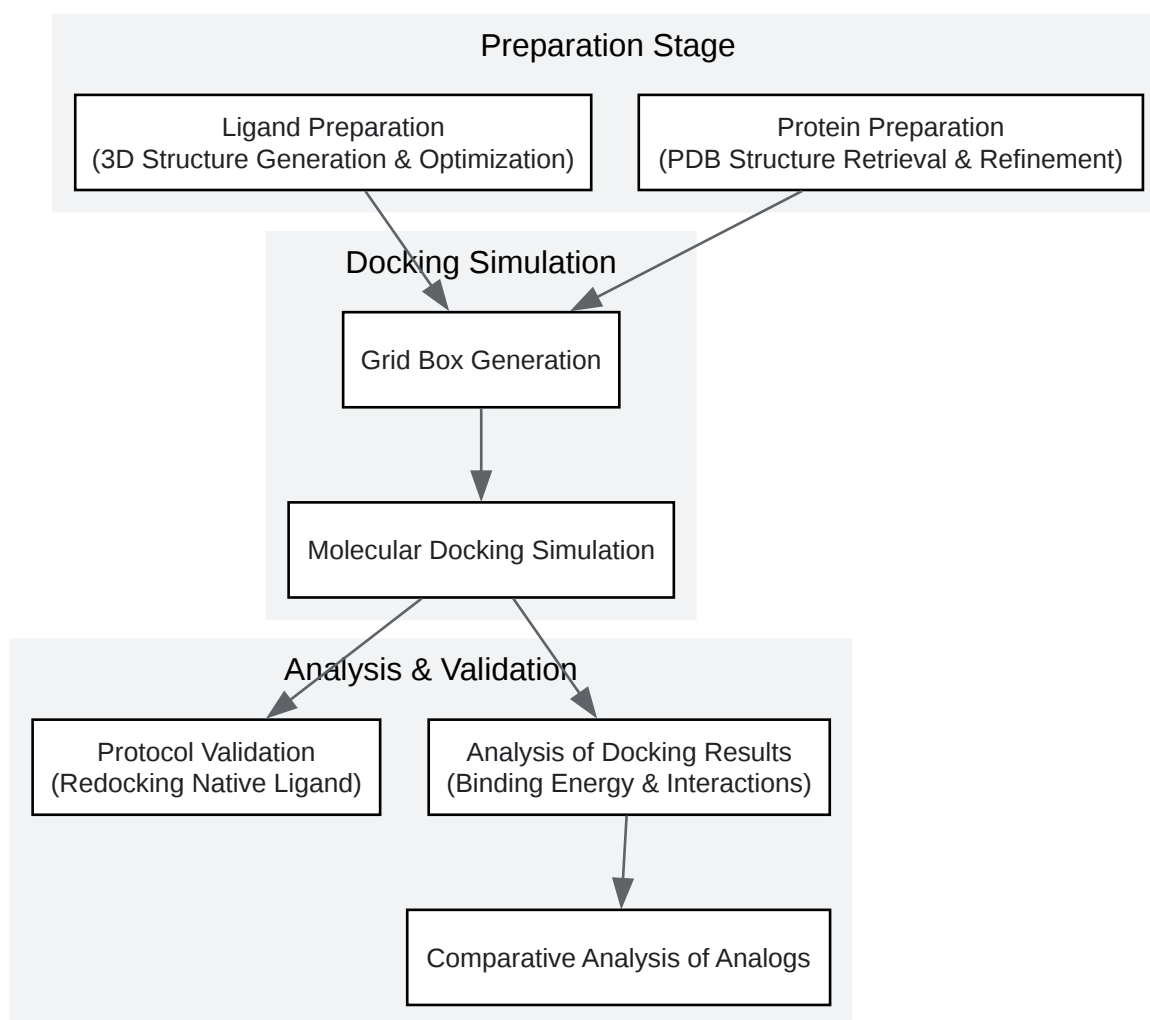 Preparation Stage
Ligand Preparation
(3D Structure Generation & Optimization)
Protein Preparation
(PDB Structure Retrieval & Refinement)
Docking Simulation
Grid Box Generation
Molecular Docking Simulation
Analysis & Validation
Protocol Validation
(Redocking Native Ligand)
Analysis of Docking Results
(Binding Energy & Interactions)
Comparative Analysis of Analogs